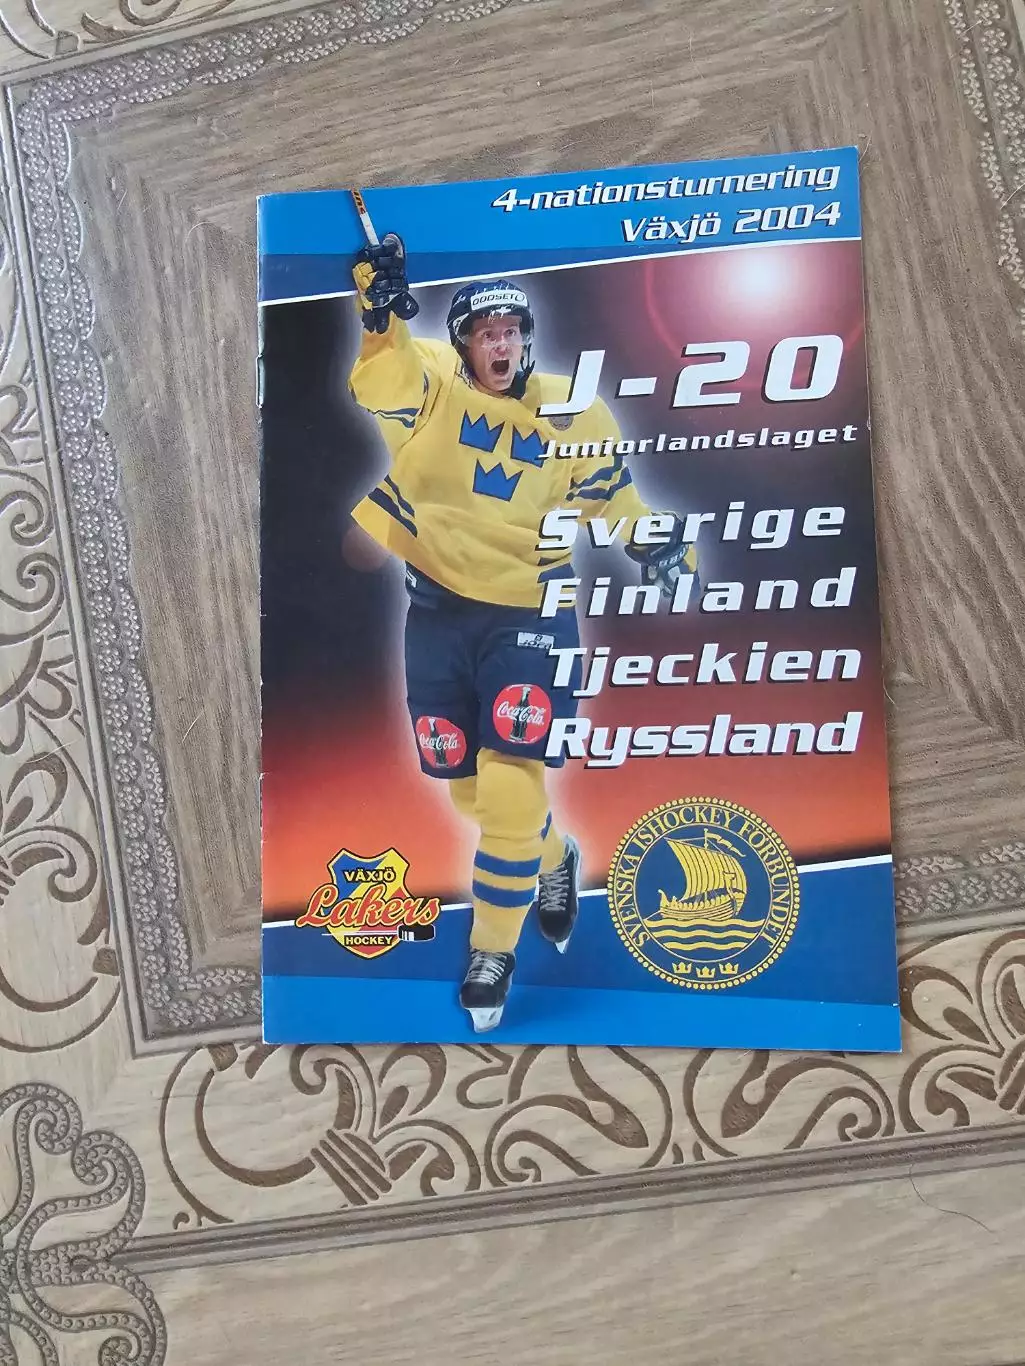 4-nationsturnering
Växjö 2004
ODDSET
J-20
Juniorlandslaget
Sverige
Finland
Tjeckien
Ryssland
Coca-Cola
Coca-Cola
VÄXJÖ
Lakers
HOCKEY
SVENSKA ISHOCKEY FÖRBUNDET